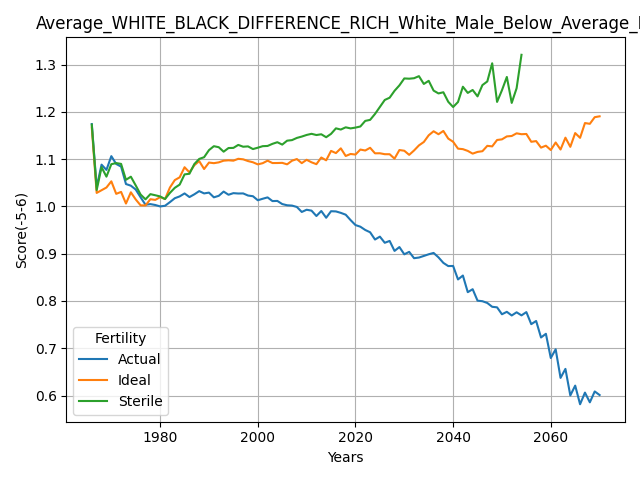 Average_WHITE_BLACK_DIFFERENCE_RICH_White_Male_Below_Average_
Score(-5-6)
1.3
1.2
1.1
1.0
0.9
0.8
0.7
0.6
Fertility
Actual
Ideal
Sterile
1980
2000
2020
2040
2060
Years